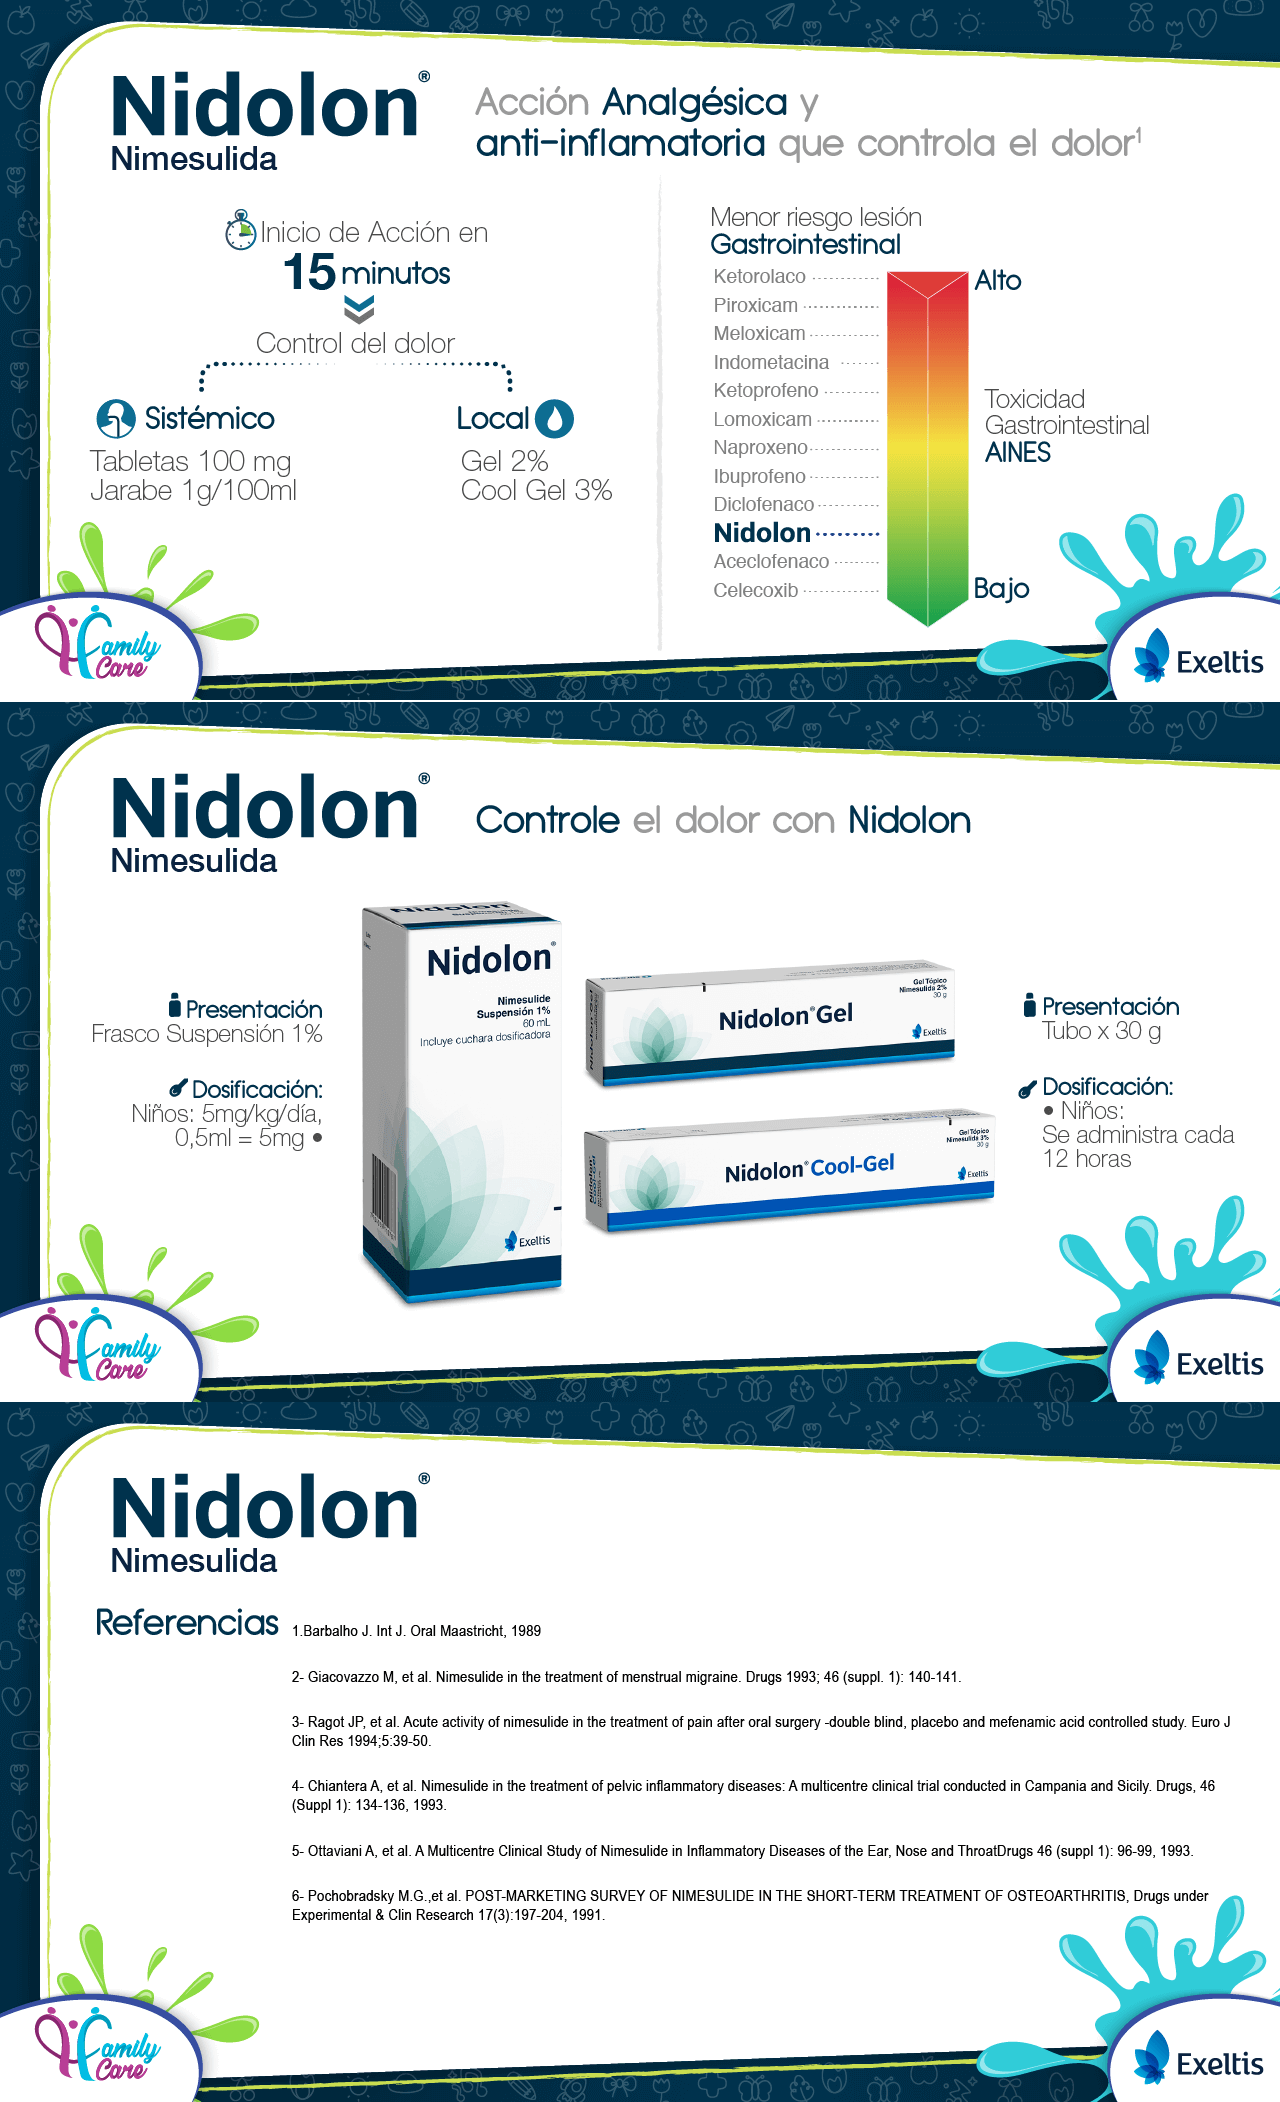 Nidolon®
Nimesulida
Acción Analgésica y
anti-inflamatoria que controla el dolor¹
Inicio de Acción en
15 minutos
Control del dolor
Sistémico
Tabletas 100 mg
Jarabe 1g/100ml
Local
Gel 2%
Cool Gel 3%
Menor riesgo lesión
Gastrointestinal
Ketorolaco
Piroxicam
Meloxicam
Indometacina
Ketoprofeno
Lornoxicam
Naproxeno
Ibuprofeno
Diclofenaco
Nidolon
Aceclofenaco
Celecoxib
Alto
Toxicidad
Gastrointestinal
AINES
Bajo
Family
Care
Exeltis
Nidolon®
Nimesulida
Controle el dolor con Nidolon
Presentación
Frasco Suspensión 1%
Dosificación:
Niños: 5mg/kg/día,
0,5ml = 5mg •
Nidolon
Nidolon®
Nimesulide
Suspensión 1%
60 mL
Incluye cuchara dosificadora
Exeltis
Gel Tópico
Nimesulida 2%
30 g
Nidolon® Gel
Exeltis
Gel Tópico
Nimesulida 3%
30 g
Nidolon® Cool-Gel
Exeltis
Presentación
Tubo x 30 g
Dosificación:
• Niños:
Se administra cada
12 horas
Family
Care
Exeltis
Nidolon®
Nimesulida
Referencias
1.Barbalho J. Int J. Oral Maastricht, 1989
2- Giacovazzo M, et al. Nimesulide in the treatment of menstrual migraine. Drugs 1993; 46 (suppl. 1): 140-141.
3- Ragot JP, et al. Acute activity of nimesulide in the treatment of pain after oral surgery -double blind, placebo and mefenamic acid controlled study. Euro J
Clin Res 1994;5:39-50.
4- Chiantera A, et al. Nimesulide in the treatment of pelvic inflammatory diseases: A multicentre clinical trial conducted in Campania and Sicily. Drugs, 46
(Suppl 1): 134-136, 1993.
5- Ottaviani A, et al. A Multicentre Clinical Study of Nimesulide in Inflammatory Diseases of the Ear, Nose and ThroatDrugs 46 (suppl 1): 96-99, 1993.
6- Pochobradsky M.G.,et al. POST-MARKETING SURVEY OF NIMESULIDE IN THE SHORT-TERM TREATMENT OF OSTEOARTHRITIS, Drugs under
Experimental & Clin Research 17(3):197-204, 1991.
Family
Care
Exeltis